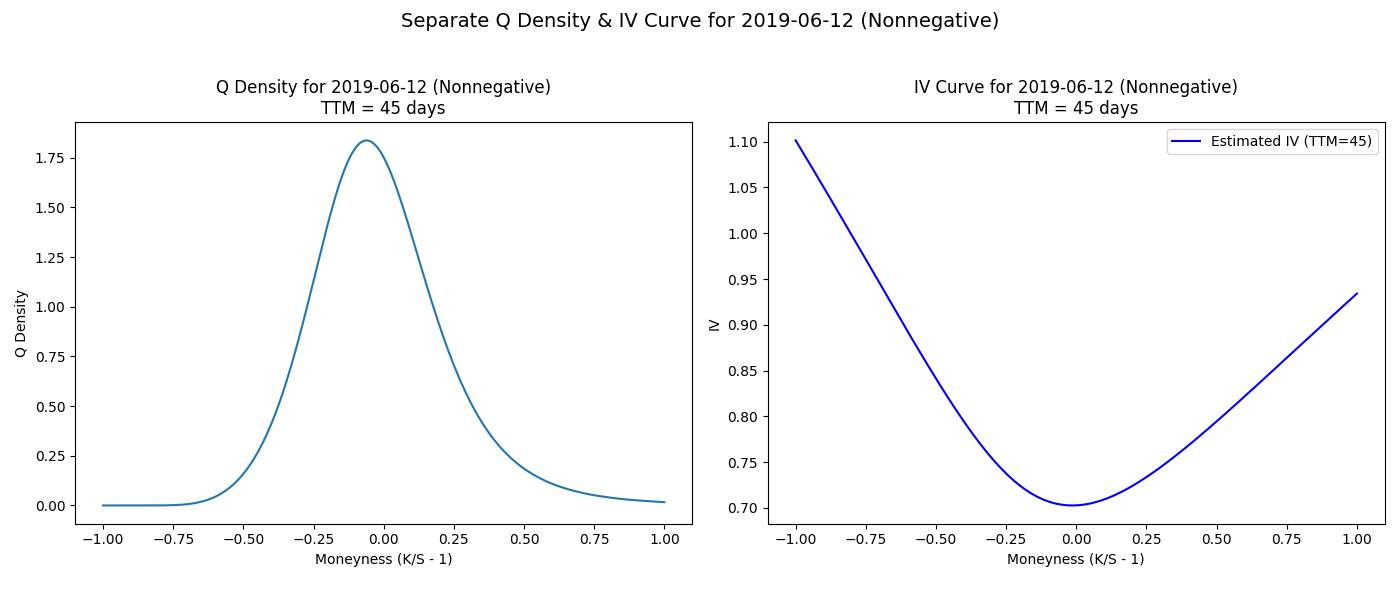 Separate Q Density & IV Curve for 2019-06-12 (Nonnegative)
Q Density for 2019-06-12 (Nonnegative)
TTM = 45 days
Q Density
1.75
1.50
1.25
1.00
0.75
0.50
0.25
0.00
−1.00 −0.75 −0.50 −0.25 0.00 0.25 0.50 0.75 1.00
Moneyness (K/S - 1)
IV Curve for 2019-06-12 (Nonnegative)
TTM = 45 days
Estimated IV (TTM=45)
IV
1.10
1.05
1.00
0.95
0.90
0.85
0.80
0.75
0.70
−1.00 −0.75 −0.50 −0.25 0.00 0.25 0.50 0.75 1.00
Moneyness (K/S - 1)